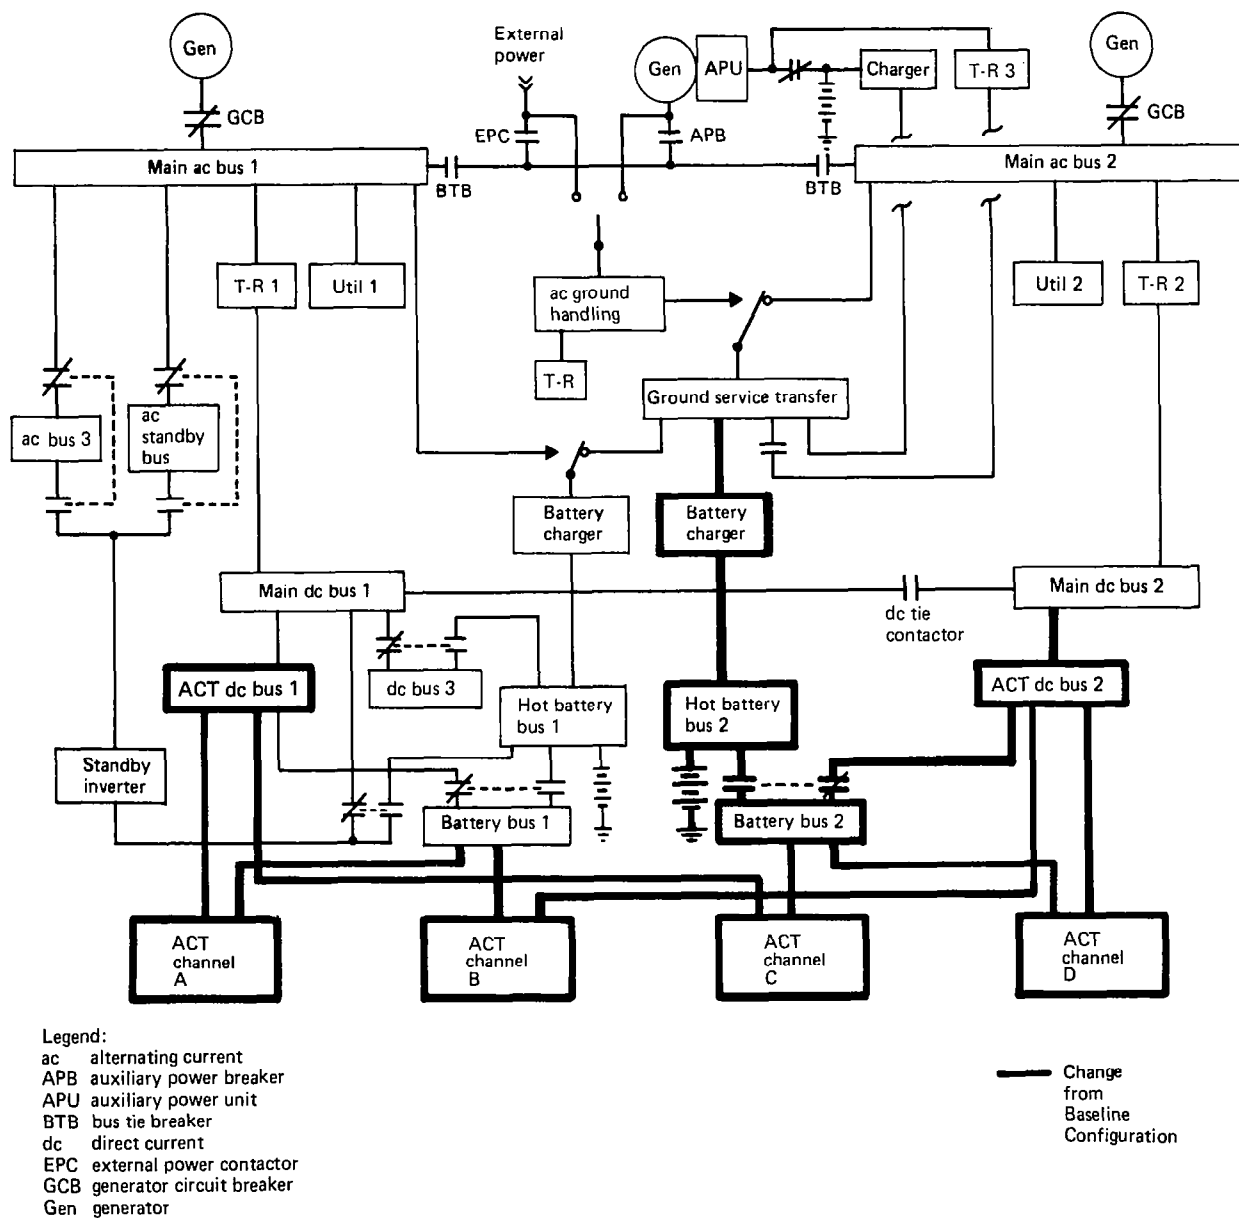 External
power
Gen
Gen
APU
Charger
T-R 3
Gen
GCB
EPC
APB
GCB
Main ac bus 1
BTB
BTB
Main ac bus 2
T-R 1
Util 1
ac ground
handling
Util 2
T-R 2
T-R
Ground service transfer
ac bus 3
ac
standby
bus
Battery
charger
Battery
charger
Main dc bus 1
dc tie
contactor
Main dc bus 2
ACT dc bus 1
dc bus 3
Hot battery
bus 1
Hot battery
bus 2
ACT dc bus 2
Standby
inverter
Battery bus 1
Battery bus 2
ACT
channel
A
ACT
channel
B
ACT
channel
C
ACT
channel
D
Legend:
ac alternating current
APB auxiliary power breaker
APU auxiliary power unit
BTB bus tie breaker
dc direct current
EPC external power contactor
GCB generator circuit breaker
Gen generator
Change
from
Baseline
Configuration